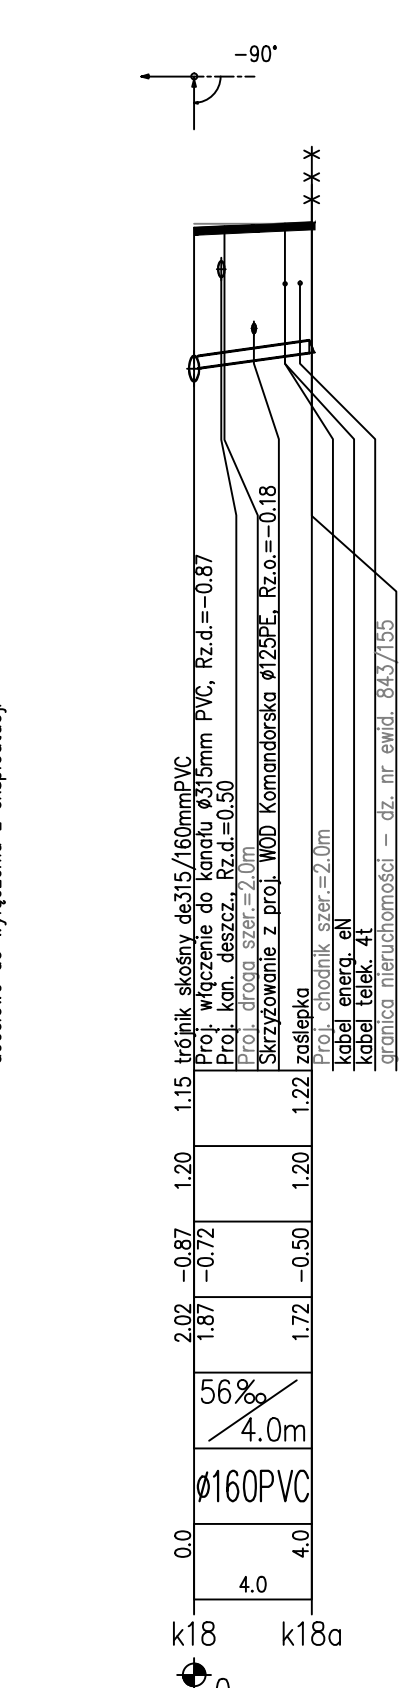 -90°
trójnik skośny de315/160mmPVC
Proj. włączenie do kanału ø315mm PVC, Rz.d.=-0.87
Proj. kan. deszcz., Rz.d.=0.50
Proj. droga szer.=2.0m
Skrzyżowanie z proj. WOD Komandorska ø125PE, Rz.o.=-0.18
zaślepka
Proj. chodnik szer.=2.0m
kabel energ. eN
kabel telek. 4t
granica nieruchomości - dz. nr ewid. 843/155
1.15
1.22
1.20
1.20
-0.87
-0.72
-0.50
2.02
1.87
1.72
56‰
4.0m
ø160PVC
0.0
4.0
4.0
k18
k18a